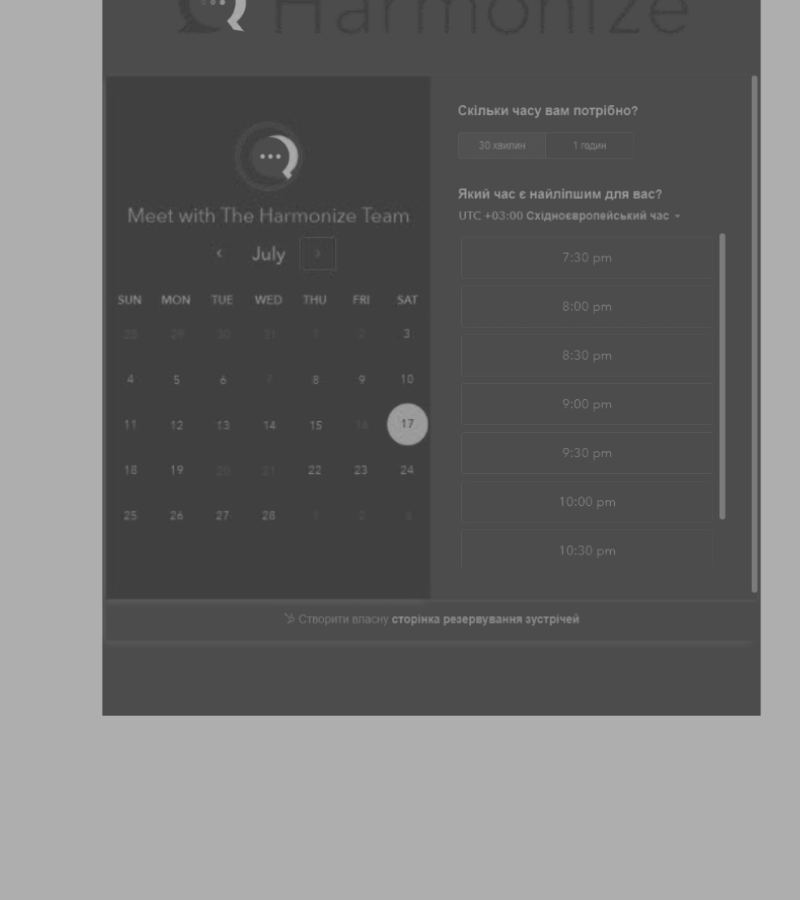 Harmonize
Meet with The Harmonize Team
July
SUN MON TUE WED THU FRI SAT
28 29 30 31 1 2 3
4 5 6 7 8 9 10
11 12 13 14 15 16 17
18 19 20 21 22 23 24
25 26 27 28 1 2
Скільки часу вам потрібно?
30 хвилин 1 годин
Який час є найліпшим для вас?
UTC +03:00 Східноєвропейський час
7:30 pm
8:00 pm
8:30 pm
9:00 pm
9:30 pm
10:00 pm
10:30 pm
Створити власну сторінка резервування зустрічей